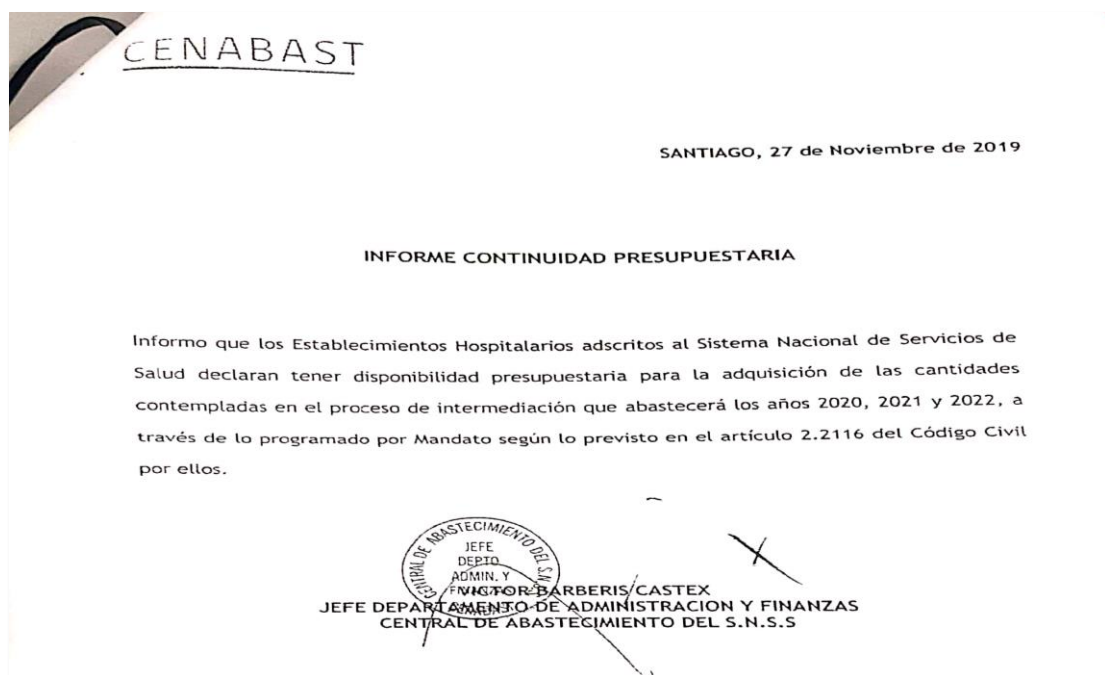 CENABAST
SANTIAGO, 27 de Noviembre de 2019
INFORME CONTINUIDAD PRESUPUESTARIA
Informo que los Establecimientos Hospitalarios adscritos al Sistema Nacional de Servicios de
Salud declaran tener disponibilidad presupuestaria para la adquisición de las cantidades
contempladas en el proceso de intermediación que abastecerá los años 2020, 2021 y 2022, a
través de lo programado por Mandato según lo previsto en el artículo 2.2116 del Código Civil
por ellos.
CENTRAL DE ABASTECIMIENTO DEL S.N.
JEFE
DEPTO
ADMIN. Y
VICTOR BARBERIS CASTEX
JEFE DEPARTAMENTO DE ADMINISTRACION Y FINANZAS
CENTRAL DE ABASTECIMIENTO DEL S.N.S.S